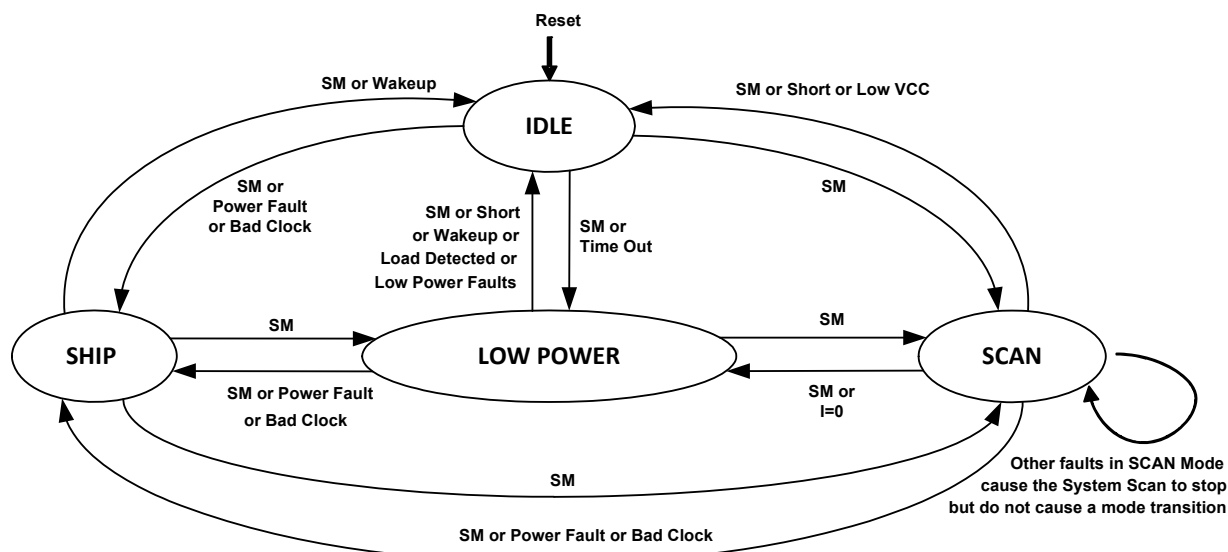 Reset
SM or Wakeup
SM or Short or Low VCC
IDLE
SM or
Power Fault
or Bad Clock
SM or Short
or Wakeup or
Load Detected or
Low Power Faults
SM or
Time Out
SM
SHIP
SM
LOW POWER
SM
SCAN
SM or Power Fault
or Bad Clock
SM or
I=0
SM
Other faults in SCAN Mode
cause the System Scan to stop
but do not cause a mode transition
SM or Power Fault or Bad Clock